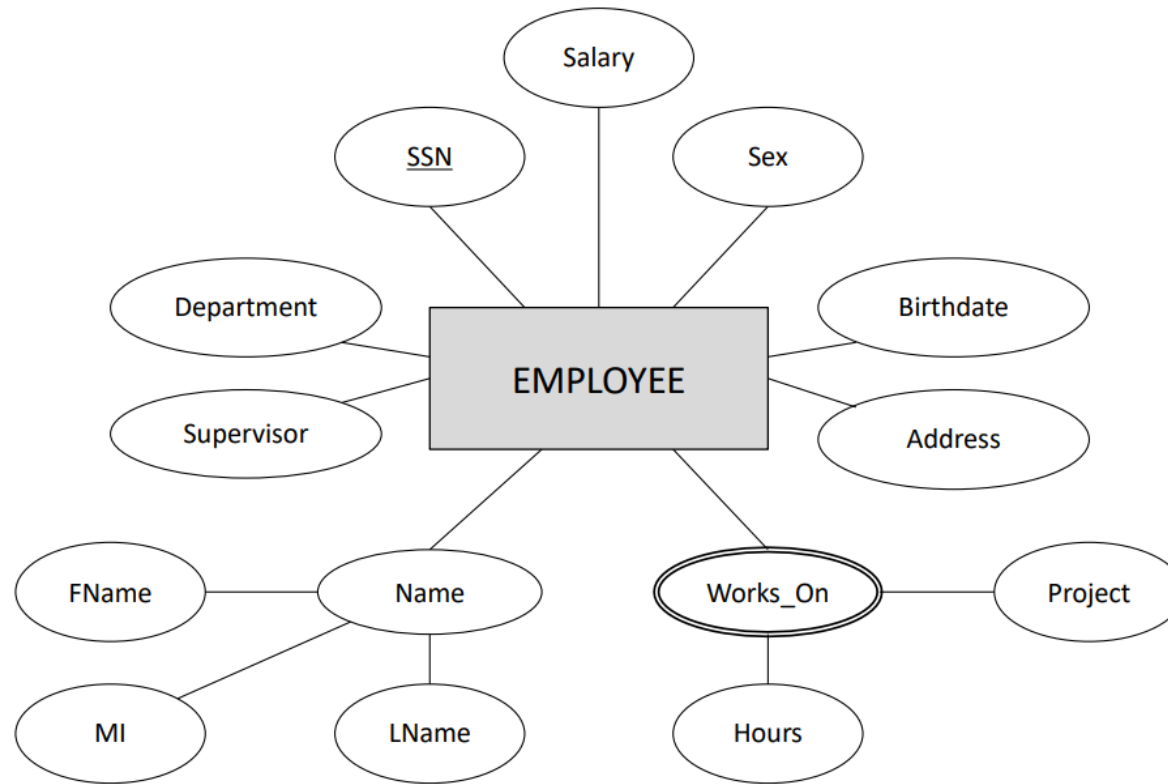 Salary
SSN
Sex
Department
Birthdate
EMPLOYEE
Supervisor
Address
FName
Name
Works_On
Project
MI
LName
Hours